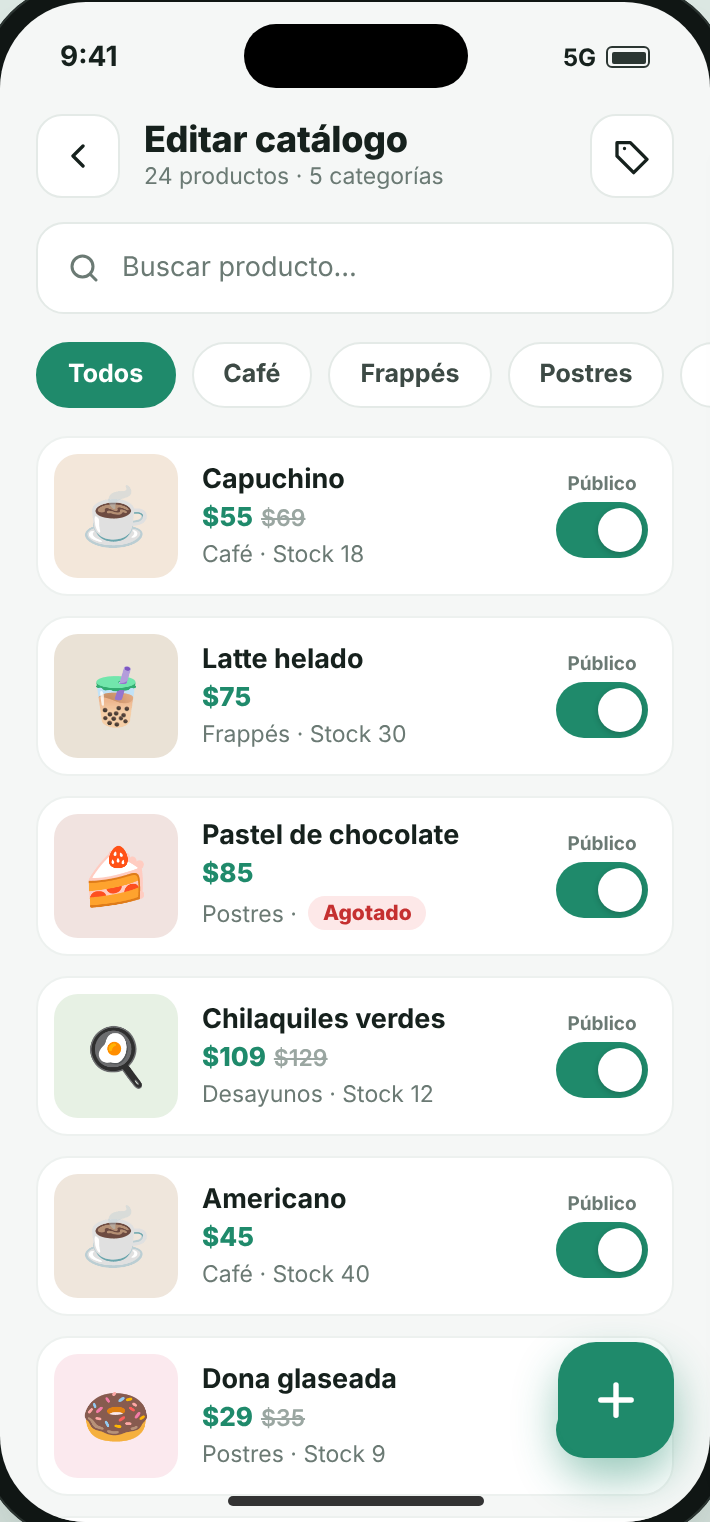 9:41
5G
Editar catálogo
24 productos · 5 categorías
Buscar producto...
Todos
Café
Frappés
Postres
Capuchino
$55 $69
Café · Stock 18
Público
Latte helado
$75
Frappés · Stock 30
Público
Pastel de chocolate
$85
Postres · Agotado
Público
Chilaquiles verdes
$109 $129
Desayunos · Stock 12
Público
Americano
$45
Café · Stock 40
Público
Dona glaseada
$29 $35
Postres · Stock 9